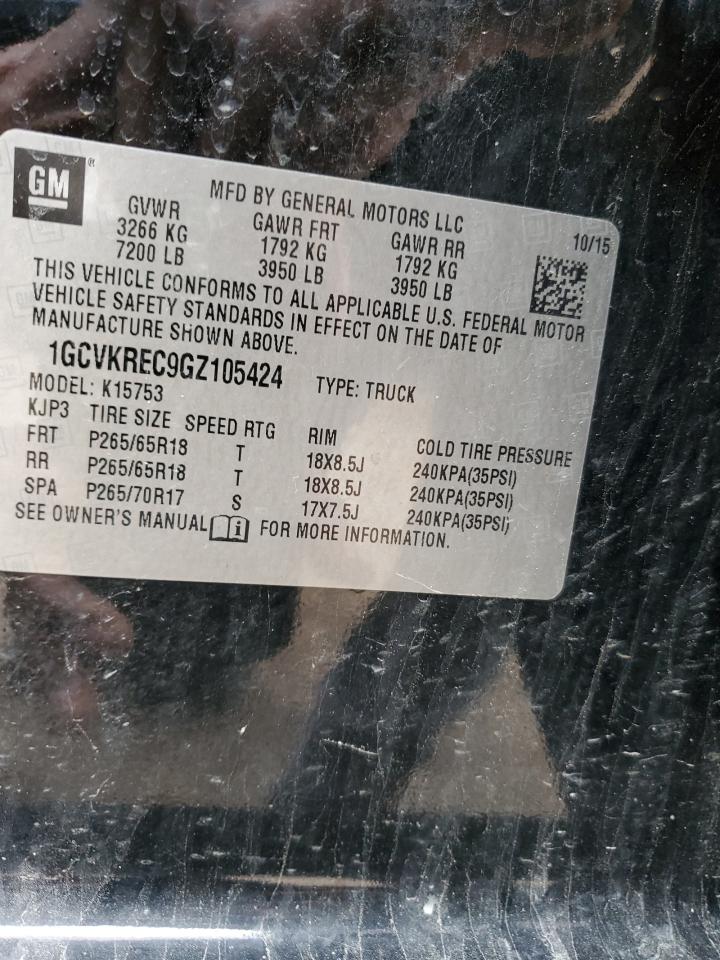 GM®
MFD BY GENERAL MOTORS LLC
10/15
GVWR GAWR FRT GAWR RR
3266 KG 1792 KG 1792 KG
7200 LB 3950 LB 3950 LB
THIS VEHICLE CONFORMS TO ALL APPLICABLE U.S. FEDERAL MOTOR
VEHICLE SAFETY STANDARDS IN EFFECT ON THE DATE OF
MANUFACTURE SHOWN ABOVE.
1GCVKREC9GZ105424 TYPE: TRUCK
MODEL: K15753
KJP3 TIRE SIZE SPEED RTG RIM COLD TIRE PRESSURE
FRT P265/65R18 T 18X8.5J 240KPA(35PSI)
RR P265/65R18 T 18X8.5J 240KPA(35PSI)
SPA P265/70R17 S 17X7.5J 240KPA(35PSI)
SEE OWNER'S MANUAL i FOR MORE INFORMATION.